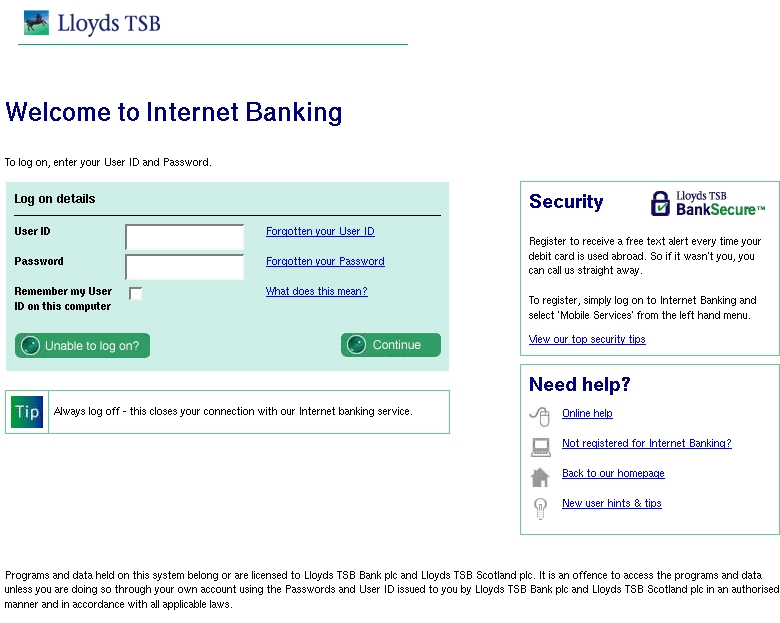 Lloyds TSB
Welcome to Internet Banking
To log on, enter your User ID and Password.
Log on details
User ID
Forgotten your User ID
Password
Forgotten your Password
Remember my User
ID on this computer
What does this mean?
Unable to log on?
Continue
Tip
Always log off - this closes your connection with our Internet banking service.
Security
Lloyds TSB
BankSecure™
Register to receive a free text alert every time your
debit card is used abroad. So if it wasn't you, you
can call us straight away.
To register, simply log on to Internet Banking and
select 'Mobile Services' from the left hand menu.
View our top security tips
Need help?
Online help
Not registered for Internet Banking?
Back to our homepage
New user hints & tips
Programs and data held on this system belong or are licensed to Lloyds TSB Bank plc and Lloyds TSB Scotland plc. It is an offence to access the programs and data
unless you are doing so through your own account using the Passwords and User ID issued to you by Lloyds TSB Bank plc and Lloyds TSB Scotland plc in an authorised
manner and in accordance with all applicable laws.